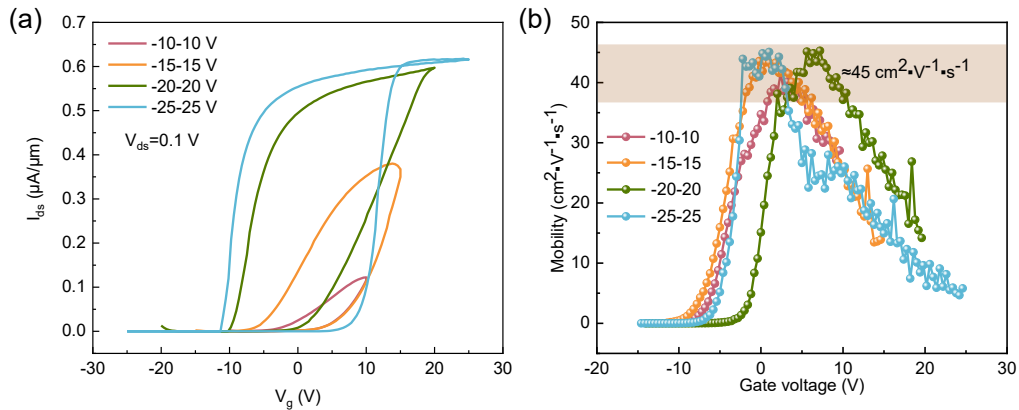 (a)
-10-10 V
-15-15 V
-20-20 V
-25-25 V
V_ds=0.1 V
I_ds (μA/μm)
0.0
0.1
0.2
0.3
0.4
0.5
0.6
0.7
-30
-20
-10
0
10
20
30
V_g (V)
(b)
≈45 cm²▪V⁻¹▪s⁻¹
-10-10
-15-15
-20-20
-25-25
Mobility (cm²▪V⁻¹▪s⁻¹)
0
10
20
30
40
50
-20
-10
0
10
20
30
Gate voltage (V)